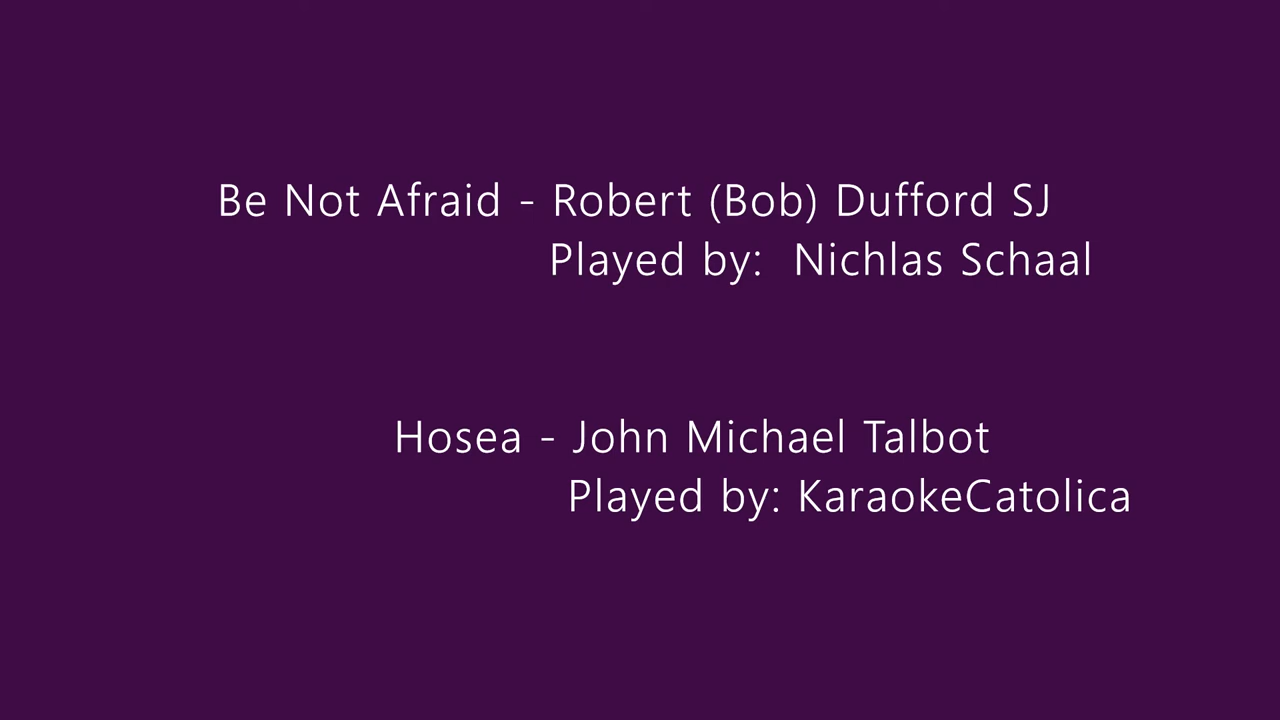 Be Not Afraid - Robert (Bob) Dufford SJ
Played by:  Nichlas Schaal
Hosea - John Michael Talbot
Played by: KaraokeCatolica